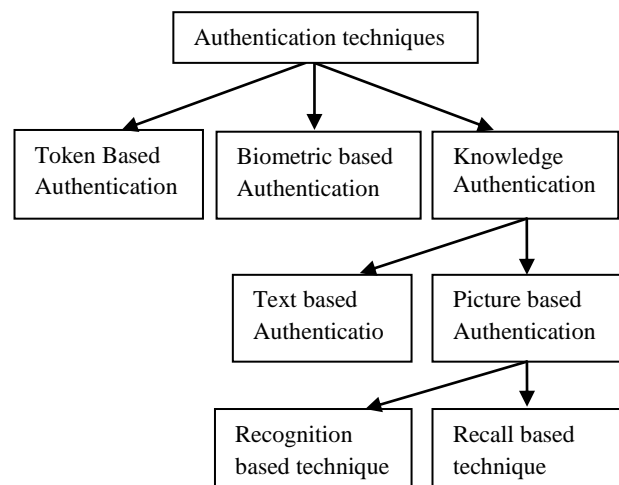 Authentication techniques
Token Based
Authentication
Biometric based
Authentication
Knowledge
Authentication
Text based
Authenticatio
Picture based
Authentication
Recognition
based technique
Recall based
technique